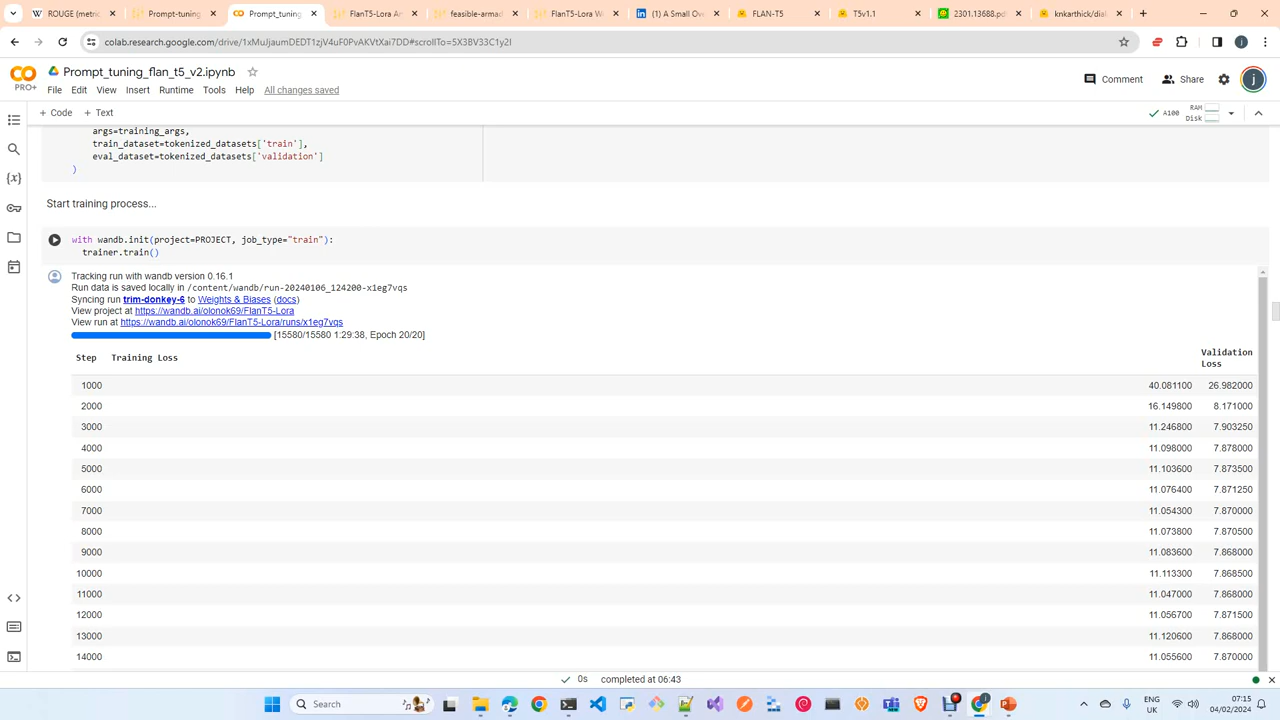 ROUGE (metric
Prompt_tuning
Prompt_tuning
FlanT5-Lora An
feasible-armad
FlanT5-Lora W
(1) A Small Ov
FLAN-T5
T5v1.1
2301.13688.pd
knkarthick/dial
colab.research.google.com/drive/1xMuJjaumDEDT1zjV4uF0PvAKVtXai7DD#scrollTo=5X3BV33C1y2I
j
PRO+
Prompt_tuning_flan_t5_v2.ipynb
Comment
Share
j
File Edit View Insert Runtime Tools Help All changes saved
+ Code + Text
A100
RAM
Disk
args=training_args,
train_dataset=tokenized_datasets['train'],
eval_dataset=tokenized_datasets['validation']
)
Start training process...
with wandb.init(project=PROJECT, job_type="train"):
trainer.train()
Tracking run with wandb version 0.16.1
Run data is saved locally in /content/wandb/run-20240106_124200-x1eg7vqs
Syncing run trim-donkey-6 to Weights & Biases (docs)
View project at https://wandb.ai/olonok69/FlanT5-Lora
View run at https://wandb.ai/olonok69/FlanT5-Lora/runs/x1eg7vqs
[15580/15580 1:29:38, Epoch 20/20]
Step Training Loss Validation Loss
1000 40.081100 26.982000
2000 16.149800 8.171000
3000 11.246800 7.903250
4000 11.098000 7.878000
5000 11.103600 7.873500
6000 11.076400 7.871250
7000 11.054300 7.870000
8000 11.073800 7.870500
9000 11.083600 7.868000
10000 11.113300 7.868500
11000 11.047000 7.868000
12000 11.056700 7.871500
13000 11.120600 7.868000
14000 11.055600 7.870000
0s completed at 06:43
Search
ENG
UK
07:15
04/02/2024